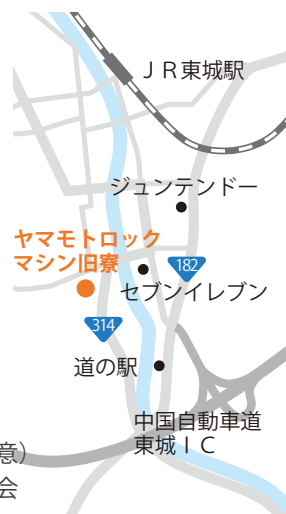 JR東城駅
ジュンテンドー
ヤマモトロック
マシン旧寮
182
セブンイレブン
314
道の駅
中国自動車道
東城IC
意)
会